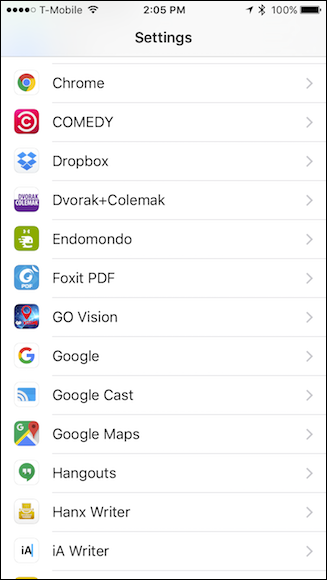 T-Mobile 2:05 PM 100%
Settings
Chrome
COMEDY
Dropbox
DVORAK COLEMAK Dvorak+Colemak
Endomondo
PDF Foxit PDF
GO Vision
G Google
Google Cast
G Google Maps
Hangouts
Hanx Writer
iA iA Writer